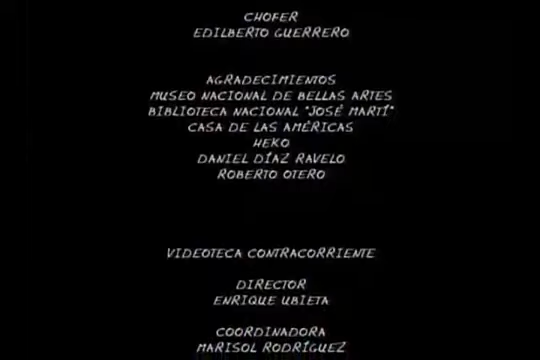 CHOFER
EDILBERTO GUERRERO
AGRADECIMIENTOS
MUSEO NACIONAL DE BELLAS ARTES
BIBLIOTECA NACIONAL "JOSÉ MARTÍ"
CASA DE LAS AMÉRICAS
HEKO
DANIEL DÍAZ RAVELO
ROBERTO OTERO
VIDEOTECA CONTRACORRIENTE
DIRECTOR
ENRIQUE UBIETA
COORDINADORA
MARISOL RODRÍGUEZ